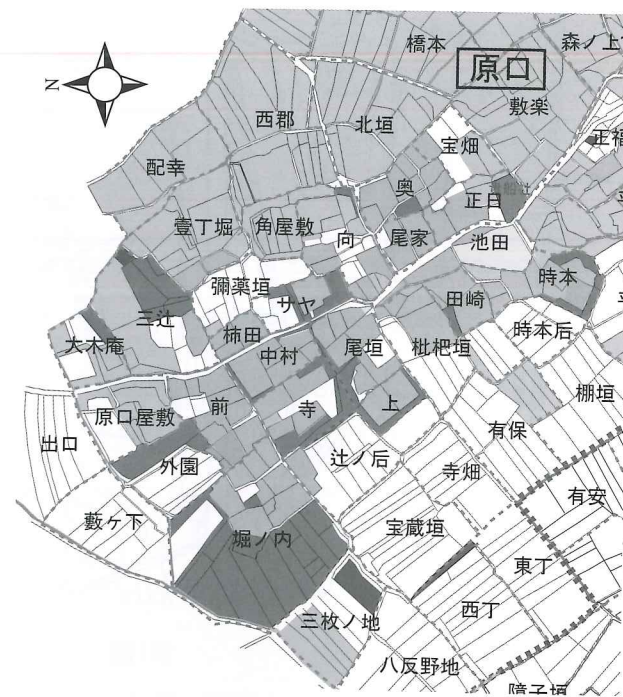 橋本
森ノ上
原口
N
敷楽
西郡
北垣
宝畑
配幸
奥
正日
壹丁堀
角屋敷
向
尾家
池田
時本
彌薬垣
サヤ
田崎
三辻
柿田
時本后
大木庵
中村
尾垣
枇杷垣
棚垣
原口屋敷
前
寺
上
有保
出口
外園
辻ノ后
寺畑
有安
藪ヶ下
堀ノ内
宝蔵垣
東丁
西丁
三枚ノ地
八反野地
障子垣